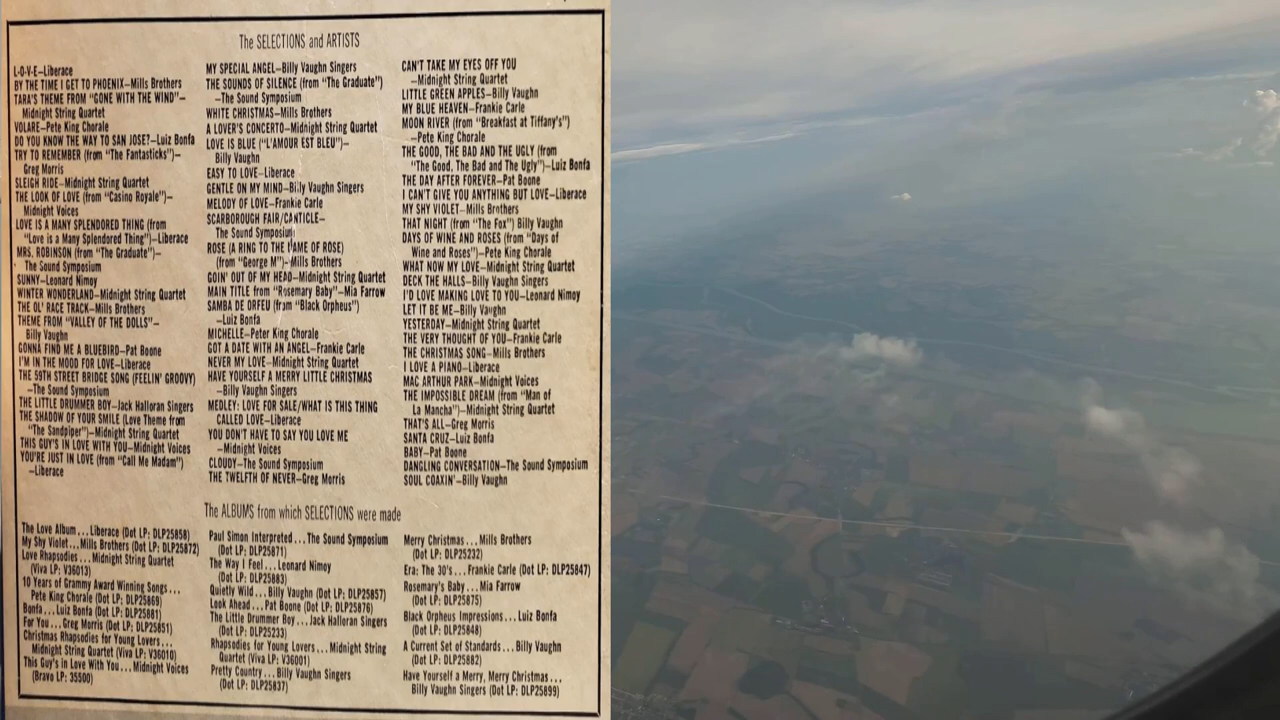 The SELECTIONS and ARTISTS
L-O-V-E—Liberace
BY THE TIME I GET TO PHOENIX—Mills Brothers
TARA'S THEME FROM "GONE WITH THE WIND"—
Midnight String Quartet
VOLARE—Pete King Chorale
DO YOU KNOW THE WAY TO SAN JOSE?—Luiz Bonfa
TRY TO REMEMBER (from "The Fantasticks")—
Greg Morris
SLEIGH RIDE—Midnight String Quartet
THE LOOK OF LOVE (from "Casino Royale")—
Midnight Voices
LOVE IS A MANY SPLENDORED THING (from
"Love is a Many Splendored Thing")—Liberace
MRS. ROBINSON (from "The Graduate")—
The Sound Symposium
SUNNY—Leonard Nimoy
WINTER WONDERLAND—Midnight String Quartet
THE OL' RACE TRACK—Mills Brothers
THEME FROM "VALLEY OF THE DOLLS"—
Billy Vaughn
GONNA FIND ME A BLUEBIRD—Pat Boone
I'M IN THE MOOD FOR LOVE—Liberace
THE 59TH STREET BRIDGE SONG (FEELIN' GROOVY)
—The Sound Symposium
THE LITTLE DRUMMER BOY—Jack Halloran Singers
THE SHADOW OF YOUR SMILE (Love Theme from
"The Sandpiper")—Midnight String Quartet
THIS GUY'S IN LOVE WITH YOU—Midnight Voices
YOU'RE JUST IN LOVE (from "Call Me Madam")
—Liberace
MY SPECIAL ANGEL—Billy Vaughn Singers
THE SOUNDS OF SILENCE (from "The Graduate")
—The Sound Symposium
WHITE CHRISTMAS—Mills Brothers
A LOVER'S CONCERTO—Midnight String Quartet
LOVE IS BLUE ("L'AMOUR EST BLEU")—
Billy Vaughn
EASY TO LOVE—Liberace
GENTLE ON MY MIND—Billy Vaughn Singers
MELODY OF LOVE—Frankie Carle
SCARBOROUGH FAIR/CANTICLE—
The Sound Symposium
ROSE (A RING TO THE NAME OF ROSE)
(from "George M")—Mills Brothers
GOIN' OUT OF MY HEAD—Midnight String Quartet
MAIN TITLE from "Rosemary Baby"—Mia Farrow
SAMBA DE ORFEU (from "Black Orpheus")
—Luiz Bonfa
MICHELLE—Peter King Chorale
GOT A DATE WITH AN ANGEL—Frankie Carle
NEVER MY LOVE—Midnight String Quartet
HAVE YOURSELF A MERRY LITTLE CHRISTMAS
—Billy Vaughn Singers
MEDLEY: LOVE FOR SALE/WHAT IS THIS THING
CALLED LOVE—Liberace
YOU DON'T HAVE TO SAY YOU LOVE ME
—Midnight Voices
CLOUDY—The Sound Symposium
THE TWELFTH OF NEVER—Greg Morris
CAN'T TAKE MY EYES OFF YOU
—Midnight String Quartet
LITTLE GREEN APPLES—Billy Vaughn
MY BLUE HEAVEN—Frankie Carle
MOON RIVER (from "Breakfast at Tiffany's")
—Pete King Chorale
THE GOOD, THE BAD AND THE UGLY (from
"The Good, The Bad and The Ugly")—Luiz Bonfa
THE DAY AFTER FOREVER—Pat Boone
I CAN'T GIVE YOU ANYTHING BUT LOVE—Liberace
MY SHY VIOLET—Mills Brothers
THAT NIGHT (from "The Fox") Billy Vaughn
DAYS OF WINE AND ROSES (from "Days of
Wine and Roses")—Pete King Chorale
WHAT NOW MY LOVE—Midnight String Quartet
DECK THE HALLS—Billy Vaughn Singers
I'D LOVE MAKING LOVE TO YOU—Leonard Nimoy
LET IT BE ME—Billy Vaughn
YESTERDAY—Midnight String Quartet
THE VERY THOUGHT OF YOU—Frankie Carle
THE CHRISTMAS SONG—Mills Brothers
I LOVE A PIANO—Liberace
MAC ARTHUR PARK—Midnight Voices
THE IMPOSSIBLE DREAM (from "Man of
La Mancha")—Midnight String Quartet
THAT'S ALL—Greg Morris
SANTA CRUZ—Luiz Bonfa
BABY—Pat Boone
DANGLING CONVERSATION—The Sound Symposium
SOUL COAXIN'—Billy Vaughn
The ALBUMS from which SELECTIONS were made
The Love Album...Liberace (Dot LP: DLP25858)
My Shy Violet...Mills Brothers (Dot LP: DLP25872)
Love Rhapsodies...Midnight String Quartet
(Viva LP: V36013)
10 Years of Grammy Award Winning Songs...
Pete King Chorale (Dot LP: DLP25869)
Bonfa...Luiz Bonfa (Dot LP: DLP25881)
For You...Greg Morris (Dot LP: DLP25851)
Christmas Rhapsodies for Young Lovers...
Midnight String Quartet (Viva LP: V36010)
This Guy's in Love With You...Midnight Voices
(Bravo LP: 35500)
Paul Simon Interpreted...The Sound Symposium
(Dot LP: DLP25871)
The Way I Feel...Leonard Nimoy
(Dot LP: DLP25883)
Quietly Wild...Billy Vaughn (Dot LP: DLP25857)
Look Ahead...Pat Boone (Dot LP: DLP25876)
The Little Drummer Boy...Jack Halloran Singers
(Dot LP: DLP25233)
Rhapsodies for Young Lovers...Midnight String
Quartet (Viva LP: V36001)
Pretty Country...Billy Vaughn Singers
(Dot LP: DLP25837)
Merry Christmas...Mills Brothers
(Dot LP: DLP25232)
Era: The 30's...Frankie Carle (Dot LP: DLP25847)
Rosemary's Baby...Mia Farrow
(Dot LP: DLP25875)
Black Orpheus Impressions...Luiz Bonfa
(Dot LP: DLP25848)
A Current Set of Standards...Billy Vaughn
(Dot LP: DLP25882)
Have Yourself a Merry, Merry Christmas...
Billy Vaughn Singers (Dot LP: DLP25899)